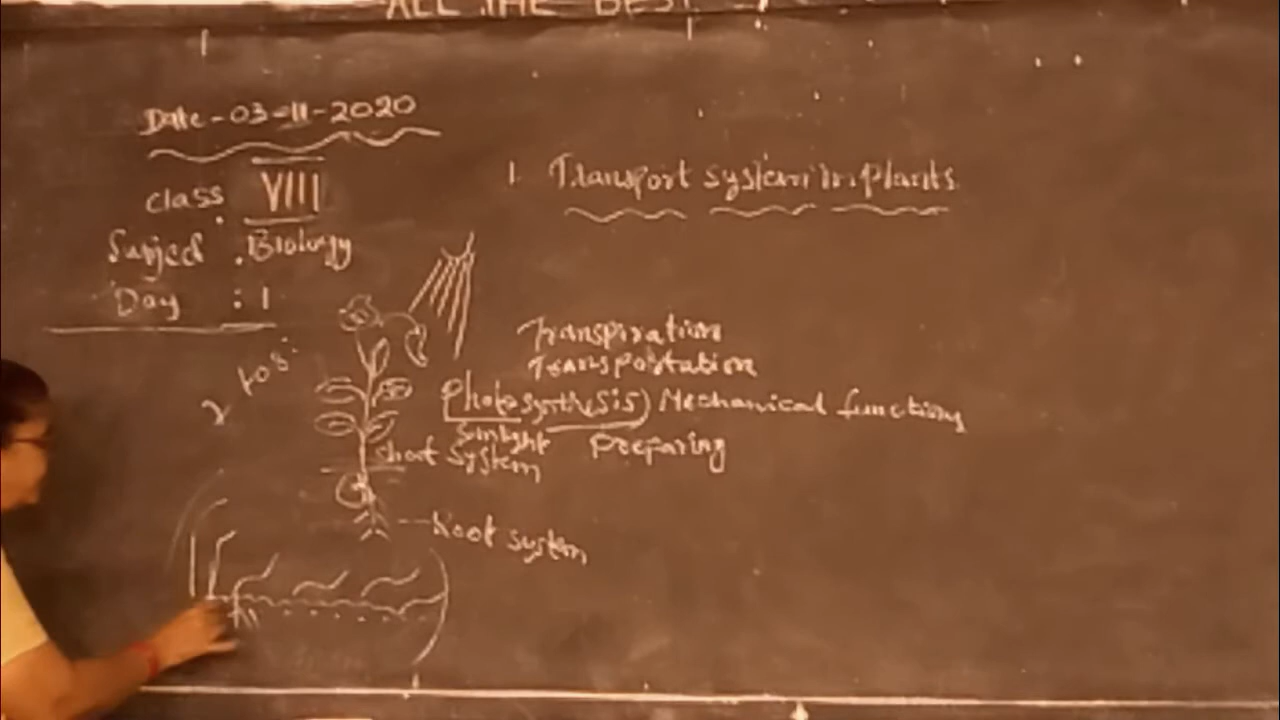 ALL THE BEST
Date - 03-11-2020
class VIII
Subject : Biology
Day : 1
1. Transport system in plants
Transpiration
Transportation
Photosynthesis) Mechanical functions
Sunlight
Preparing
Shoot system
Root system